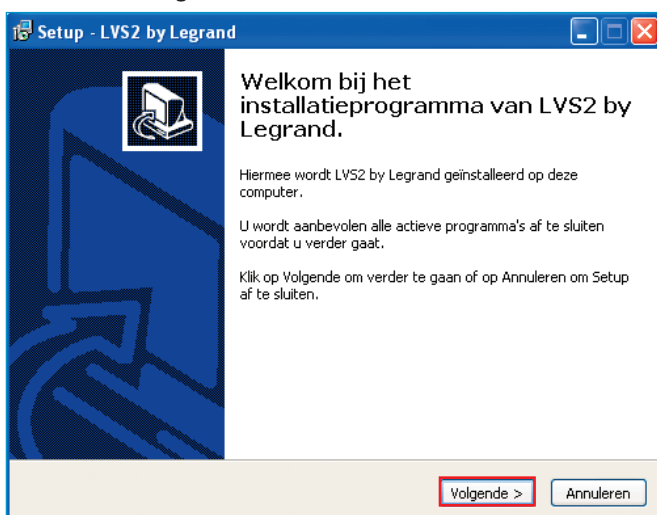 Setup - LVS2 by Legrand
Welkom bij het
installatieprogramma van LVS2 by
Legrand.
Hiermee wordt LVS2 by Legrand geïnstalleerd op deze
computer.
U wordt aanbevolen alle actieve programma's af te sluiten
voordat u verder gaat.
Klik op Volgende om verder te gaan of op Annuleren om Setup
af te sluiten.
Volgende >
Annuleren